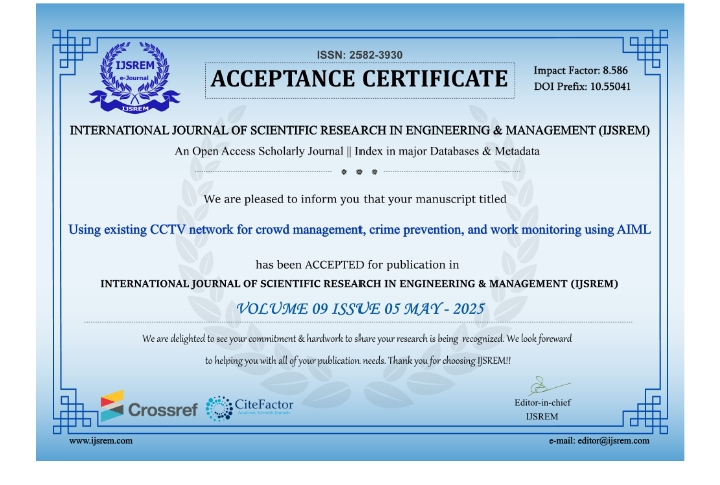 ISSN: 2582-3930
IJSREM
e-Journal
IJSREM
ACCEPTANCE CERTIFICATE
Impact Factor: 8.586
DOI Prefix: 10.55041
INTERNATIONAL JOURNAL OF SCIENTIFIC RESEARCH IN ENGINEERING & MANAGEMENT (IJSREM)
An Open Access Scholarly Journal || Index in major Databases & Metadata
We are pleased to inform you that your manuscript titled
Using existing CCTV network for crowd management, crime prevention, and work monitoring using AIML
has been ACCEPTED for publication in
INTERNATIONAL JOURNAL OF SCIENTIFIC RESEARCH IN ENGINEERING & MANAGEMENT (IJSREM)
VOLUME 09 ISSUE 05 MAY - 2025
We are delighted to see your commitment & hardwork to share your research is being recognized. We look foreward
to helping you with all of your publication needs. Thank you for choosing IJSREM!!
Crossref
CiteFactor
Academic Scientific Journals
Editor-in-chief
IJSREM
www.ijsrem.com
e-mail: editor@ijsrem.com